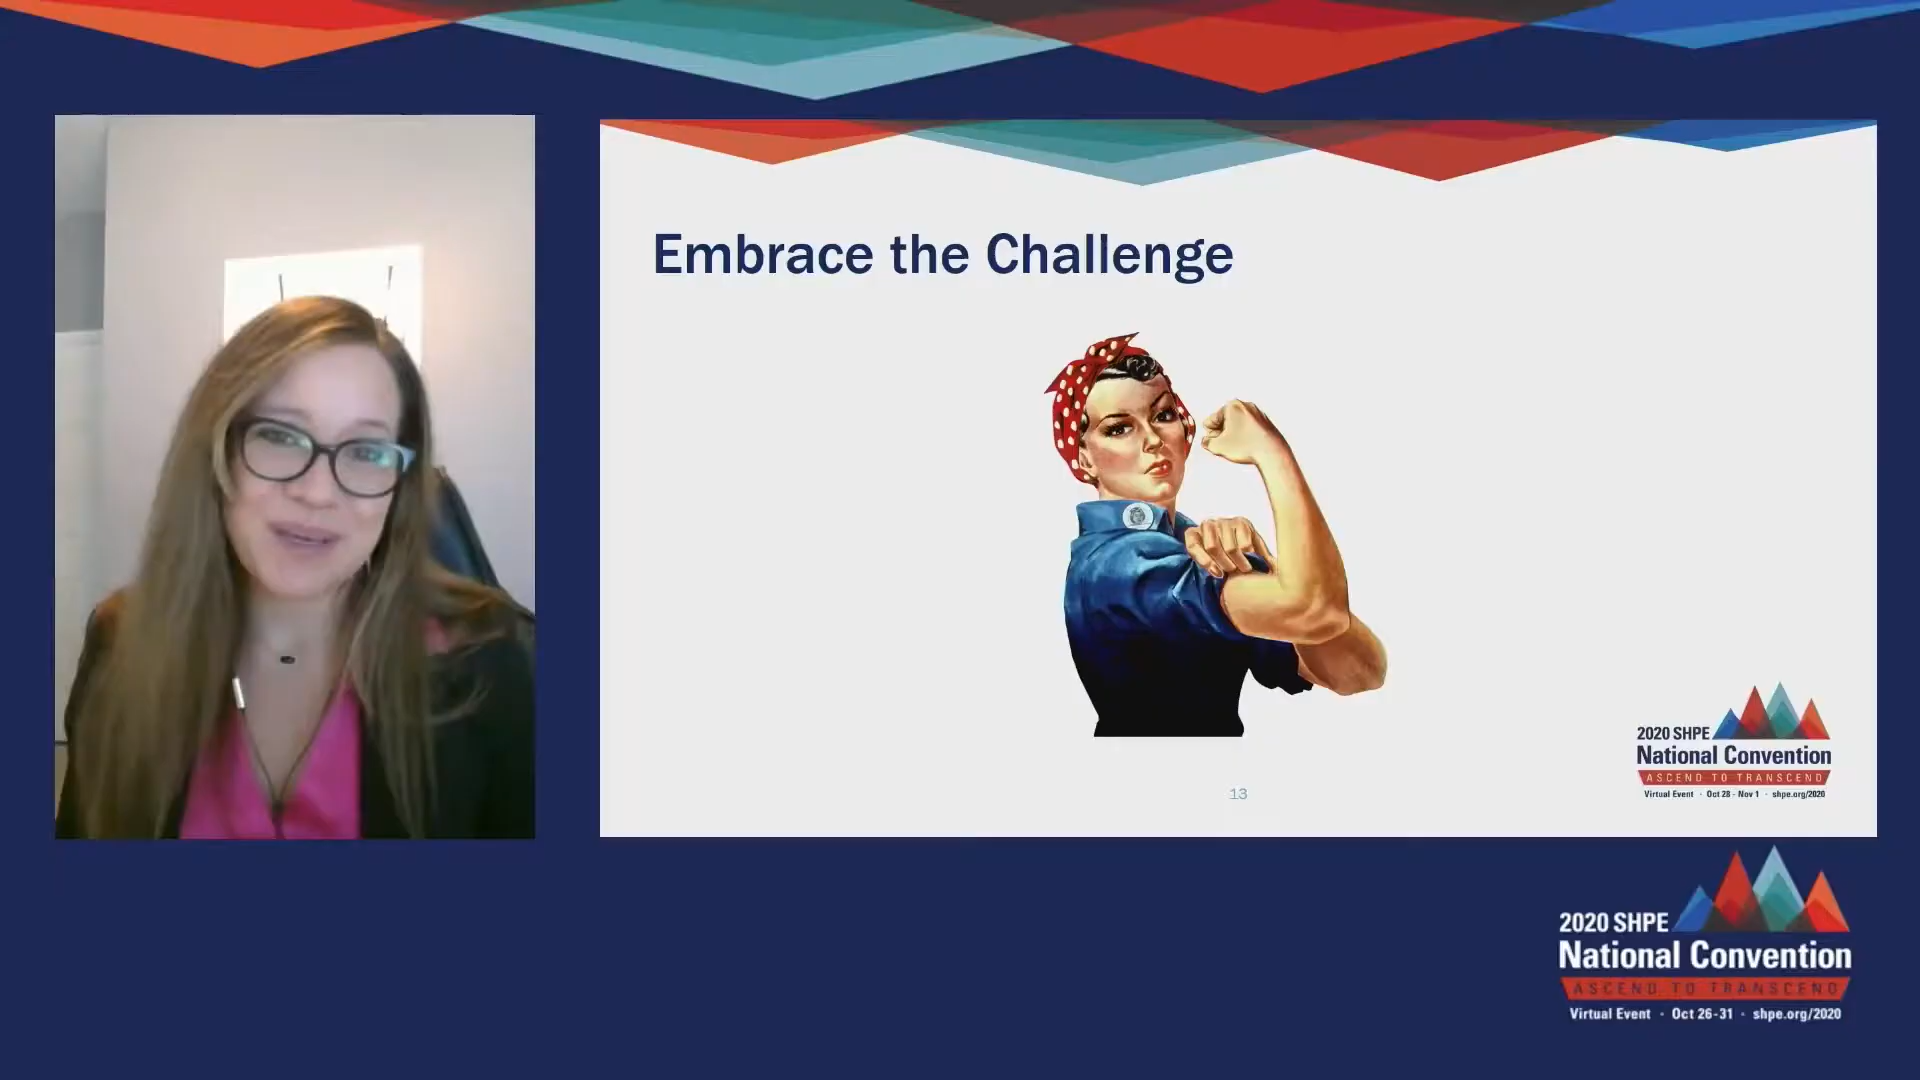 Embrace the Challenge
2020 SHPE
National Convention
ASCEND TO TRANSCEND
Virtual Event · Oct 28 - Nov 1 · shpe.org/2020
13
2020 SHPE
National Convention
ASCEND TO TRANSCEND
Virtual Event · Oct 26-31 · shpe.org/2020